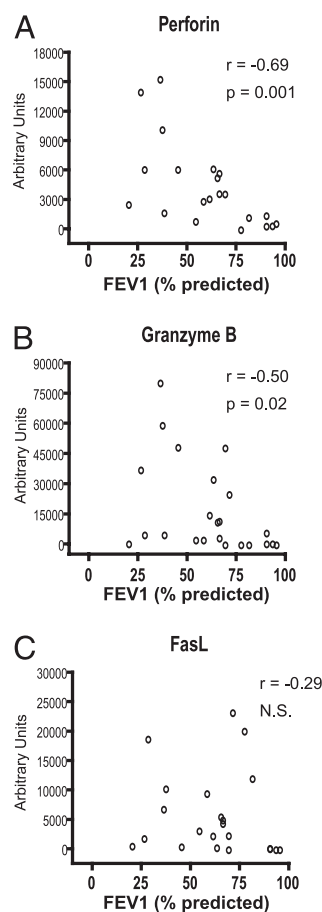 A
Perforin
r = -0.69
p = 0.001
Arbitrary Units
18000
15000
12000
9000
6000
3000
0
0 25 50 75 100
FEV1 (% predicted)
B
Granzyme B
r = -0.50
p = 0.02
Arbitrary Units
90000
75000
60000
45000
30000
15000
0
0 25 50 75 100
FEV1 (% predicted)
C
FasL
r = -0.29
N.S.
Arbitrary Units
30000
25000
20000
15000
10000
5000
0
0 25 50 75 100
FEV1 (% predicted)